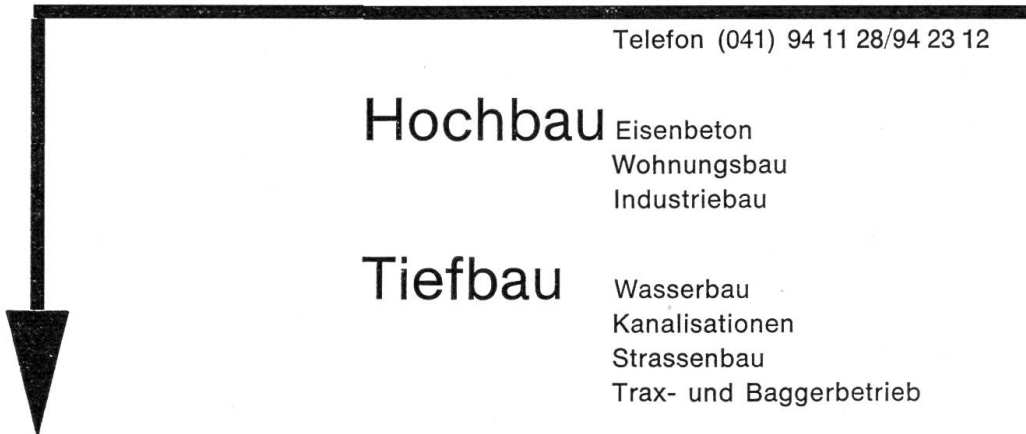 Telefon (041) 94 11 28/94 23 12
Hochbau Eisenbeton
Wohnungsbau
Industriebau
Tiefbau Wasserbau
Kanalisationen
Strassenbau
Trax- und Baggerbetrieb